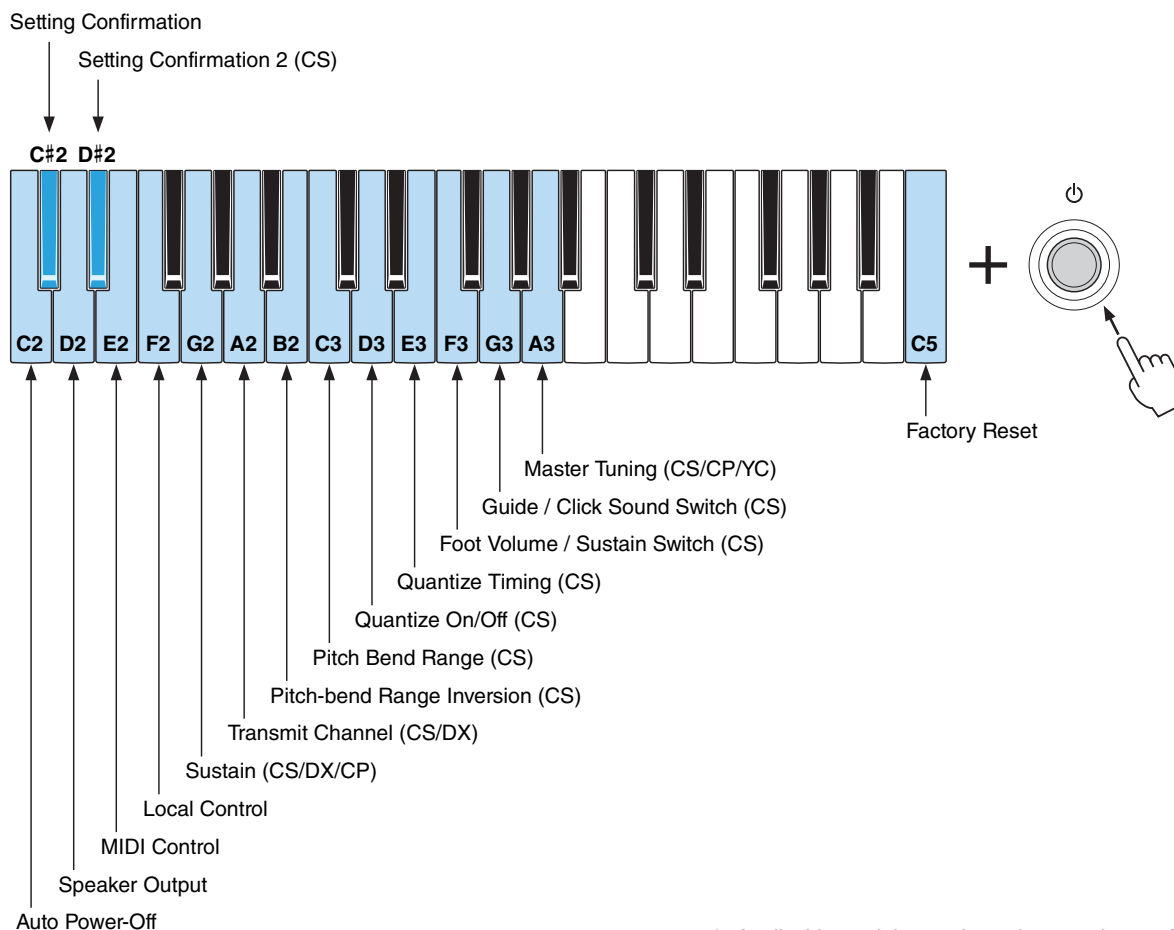 Setting Confirmation
Setting Confirmation 2 (CS)
C#2 D#2
C2 D2 E2 F2 G2 A2 B2 C3 D3 E3 F3 G3 A3 C5
Factory Reset
Master Tuning (CS/CP/YC)
Guide / Click Sound Switch (CS)
Foot Volume / Sustain Switch (CS)
Quantize Timing (CS)
Quantize On/Off (CS)
Pitch Bend Range (CS)
Pitch-bend Range Inversion (CS)
Transmit Channel (CS/DX)
Sustain (CS/DX/CP)
Local Control
MIDI Control
Speaker Output
Auto Power-Off